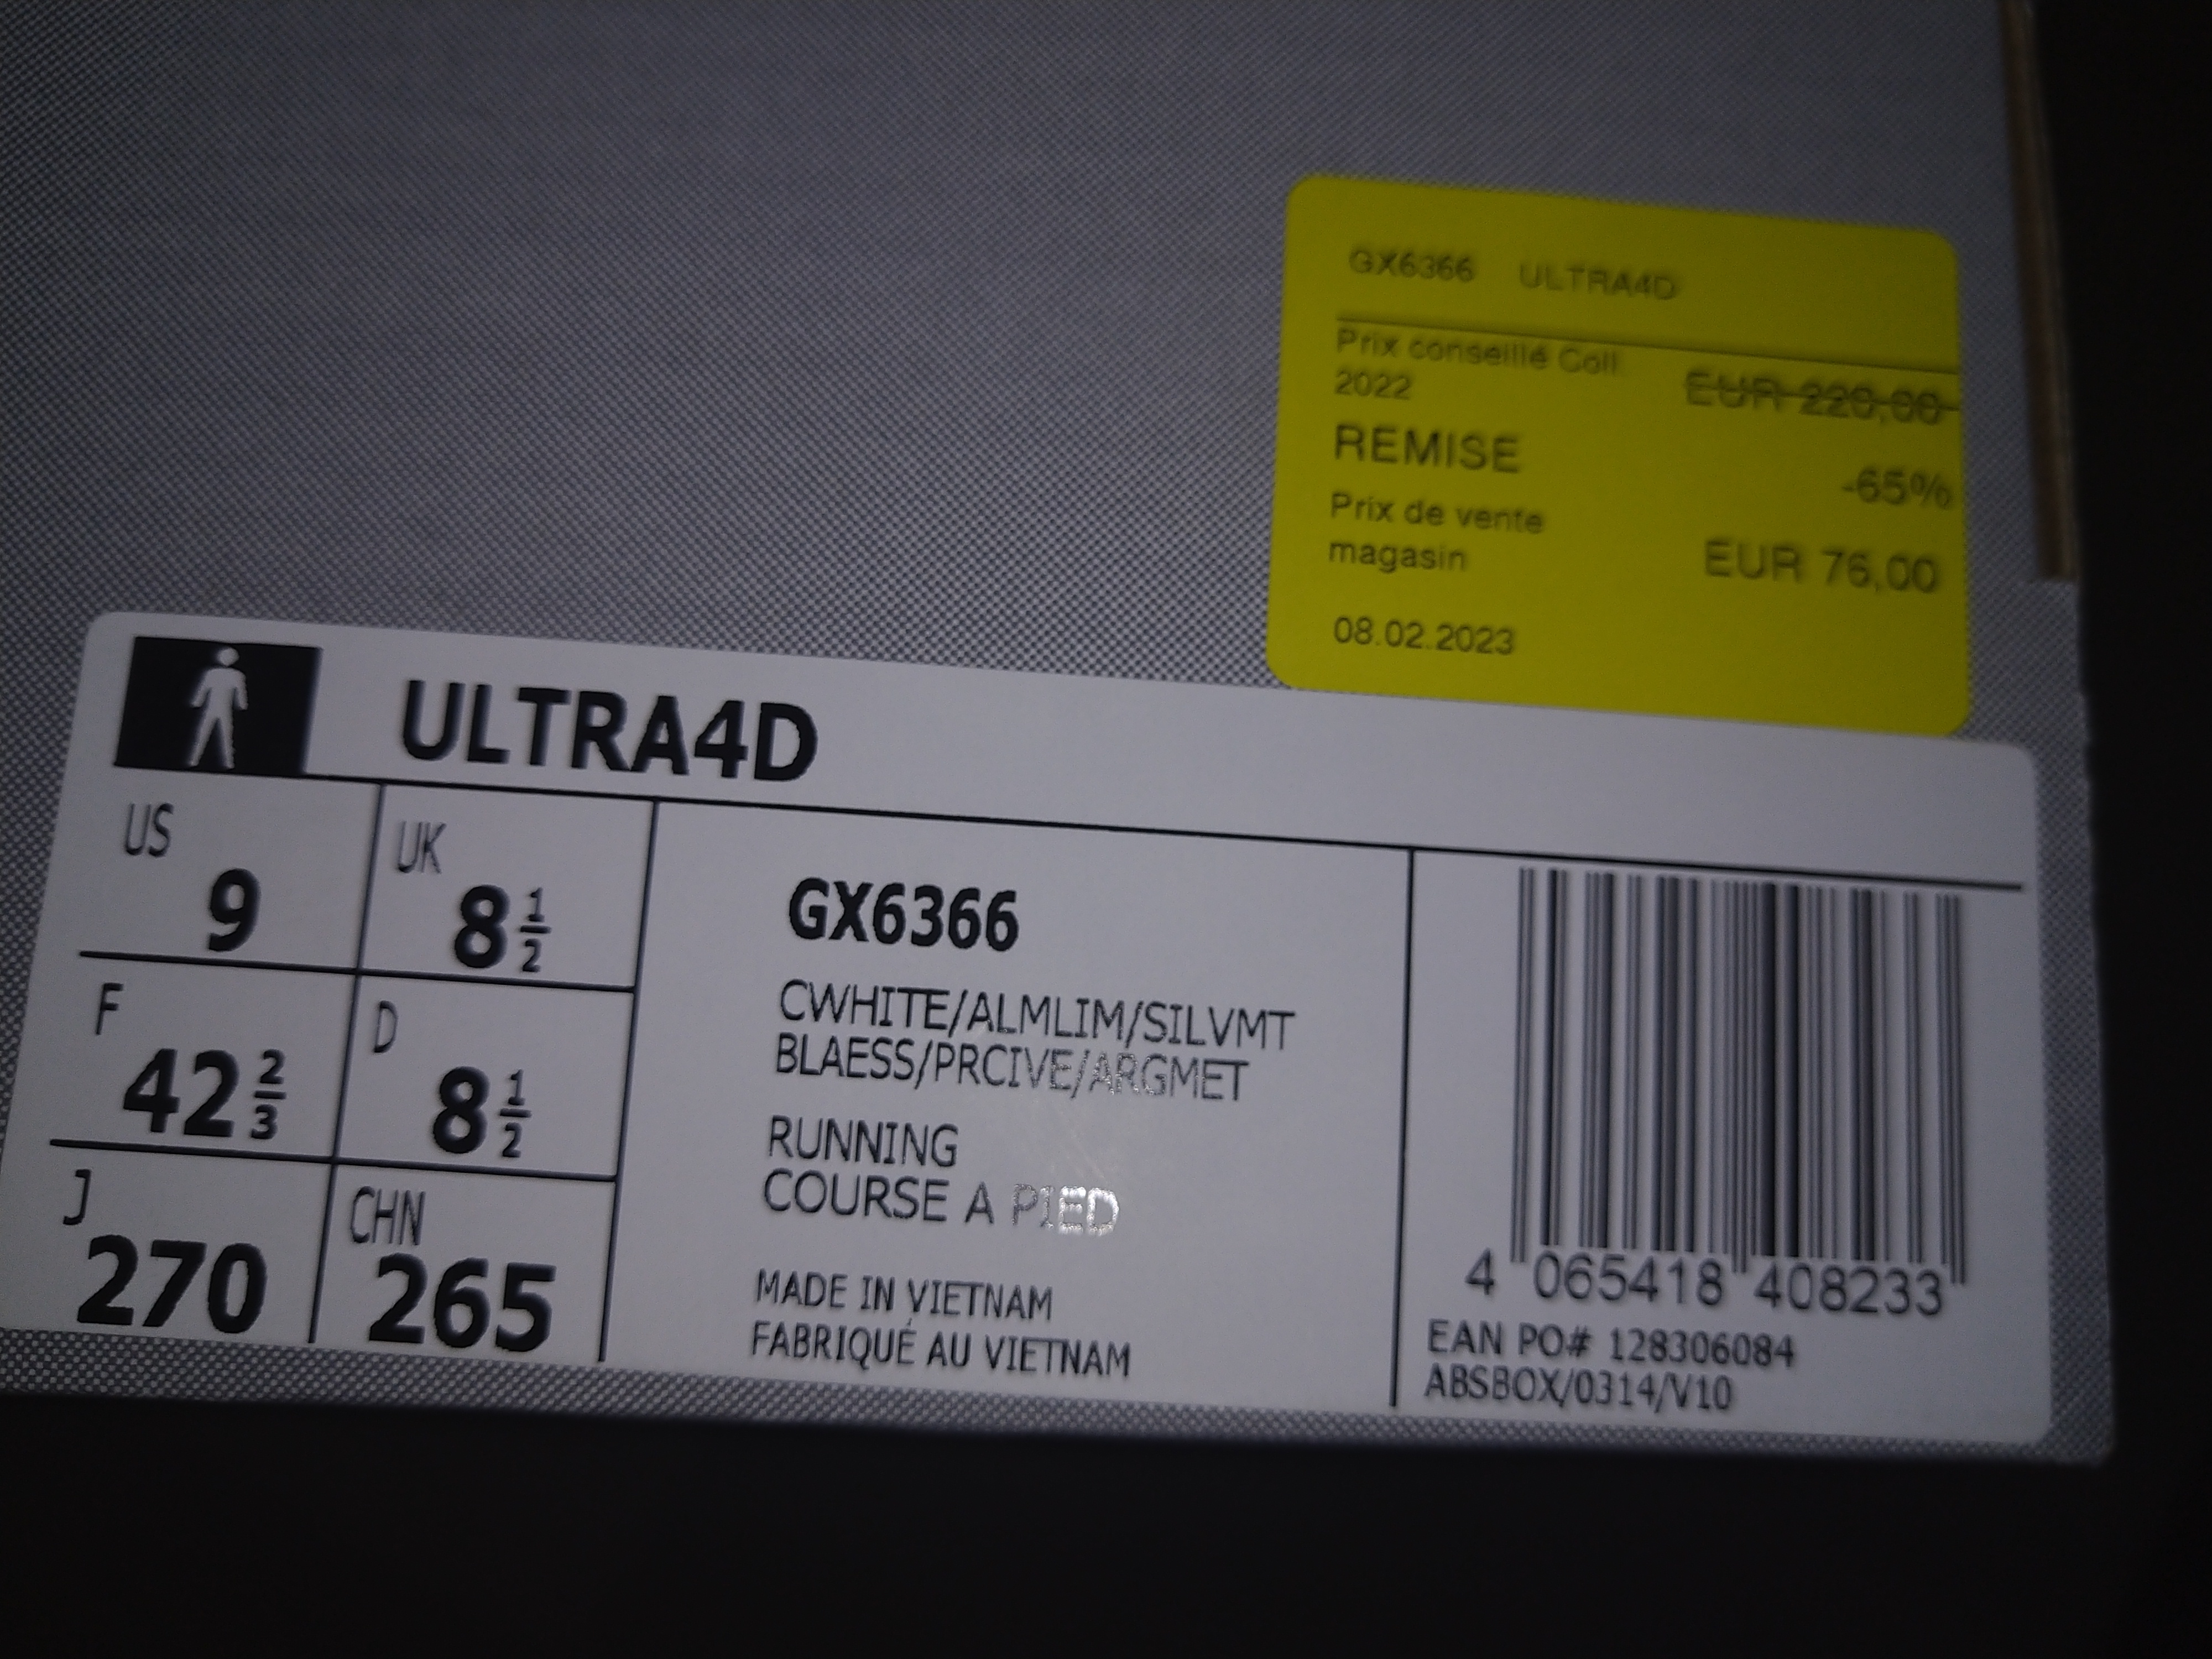 GX6366 ULTRA4D
Prix conseillé Coll.
2022 EUR 220,00
REMISE -65%
Prix de vente
magasin EUR 76,00
08.02.2023
ULTRA4D
US 9
UK 8 1/2
F 42 2/3
D 8 1/2
J 270
CHN 265
GX6366
CWHITE/ALMLIM/SILVMT
BLAESS/PRCIVE/ARGMET
RUNNING
COURSE A PIED
MADE IN VIETNAM
FABRIQUÉ AU VIETNAM
4 065418 408233
EAN PO# 128306084
ABSBOX/0314/V10